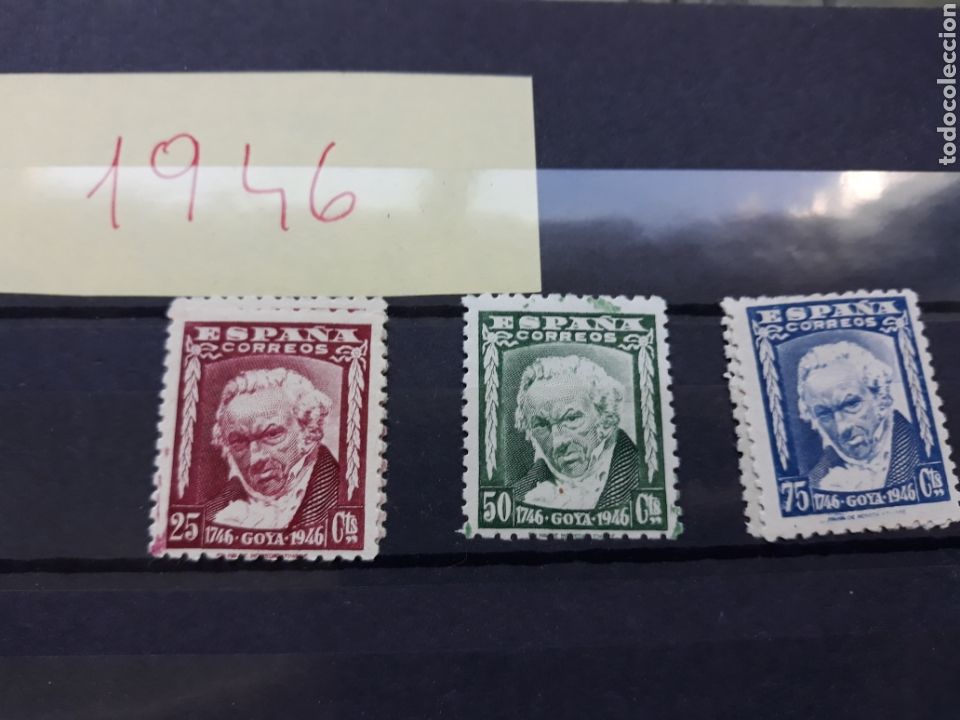 1946
ESPAÑA
CORREOS
25 1746·GOYA·1946 Cts
ESPAÑA
CORREOS
50 1746·GOYA·1946 Cts
ESPAÑA
CORREOS
75 1746·GOYA·1946 Cts
todocoleccion